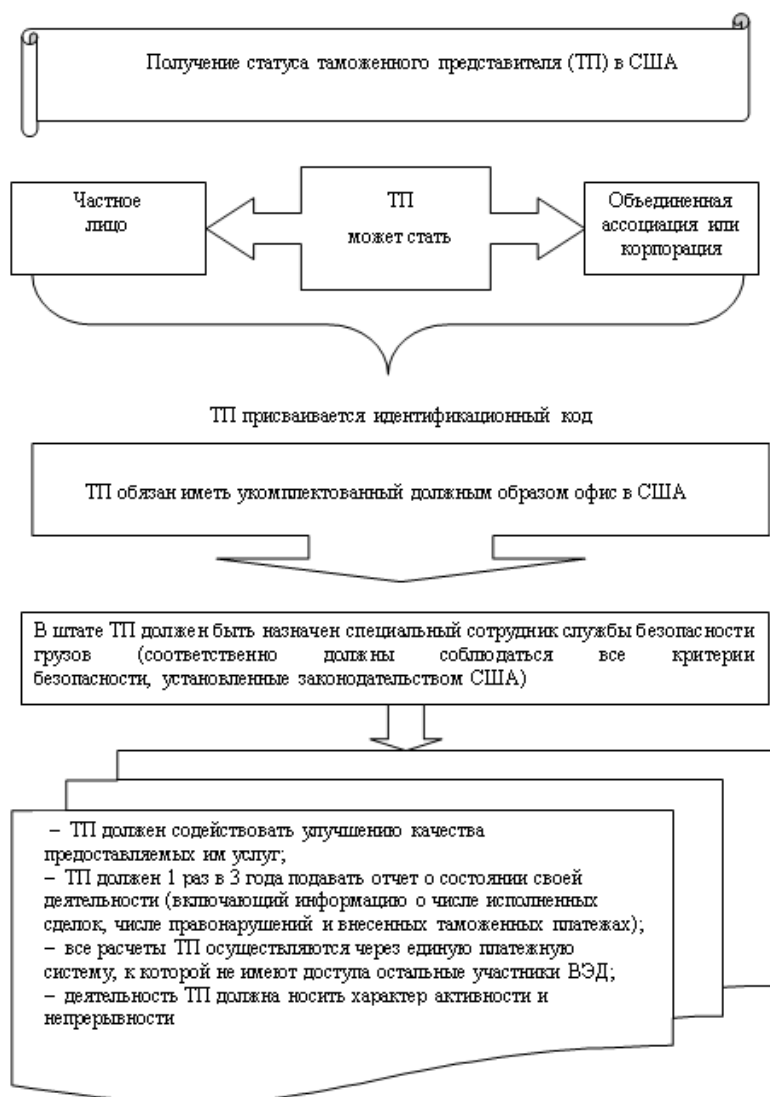 Получение статуса таможенного представителя (ТП) в США
Частное
лицо
ТП
может стать
Объединенная
ассоциация или
корпорация
ТП присваивается идентификационный код
ТП обязан иметь укомплектованный должным образом офис в США
В штате ТП должен быть назначен специальный сотрудник службы безопасности
грузов (соответственно должны соблюдаться все критерии
безопасности, установленные законодательством США)
– ТП должен содействовать улучшению качества
предоставляемых им услуг;
– ТП должен 1 раз в 3 года подавать отчет о состоянии своей
деятельности (включающий информацию о числе исполненных
сделок, числе правонарушений и внесенных таможенных платежах);
– все расчеты ТП осуществляются через единую платежную
систему, к которой не имеют доступа остальные участники ВЭД;
– деятельность ТП должна носить характер активности и
непрерывности